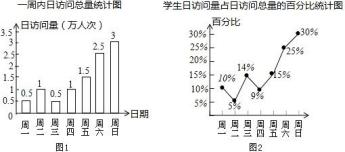 一周内日访问总量统计图
日访问量(万人次)
3.5
3
2.5
2
1.5
1
0.5
0
0.5
1
0.5
1
1.5
2.5
3
日期
周一
周二
周三
周四
周五
周六
周日
图1
学生日访问量占日访问总量的百分比统计图
百分比
30%
25%
20%
15%
10%
5%
0
10%
5%
14%
9%
15%
25%
30%
周一
周二
周三
周四
周五
周六
周日
图2